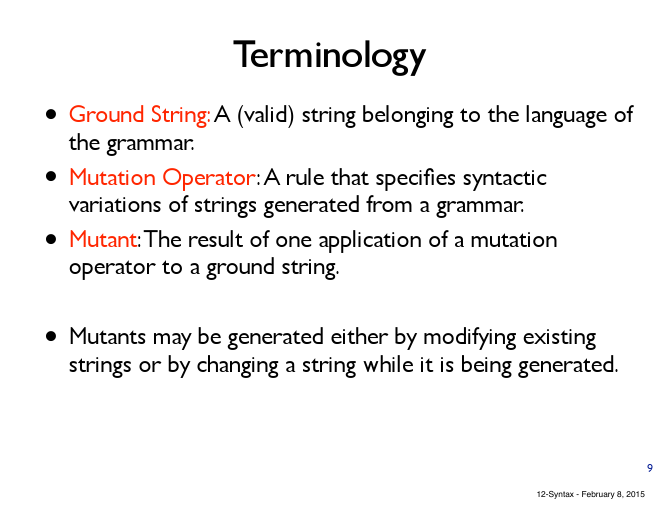 Terminology
• Ground String: A (valid) string belonging to the language of
the grammar.
• Mutation Operator: A rule that specifies syntactic
variations of strings generated from a grammar.
• Mutant: The result of one application of a mutation
operator to a ground string.
• Mutants may be generated either by modifying existing
strings or by changing a string while it is being generated.
9
12-Syntax - February 8, 2015